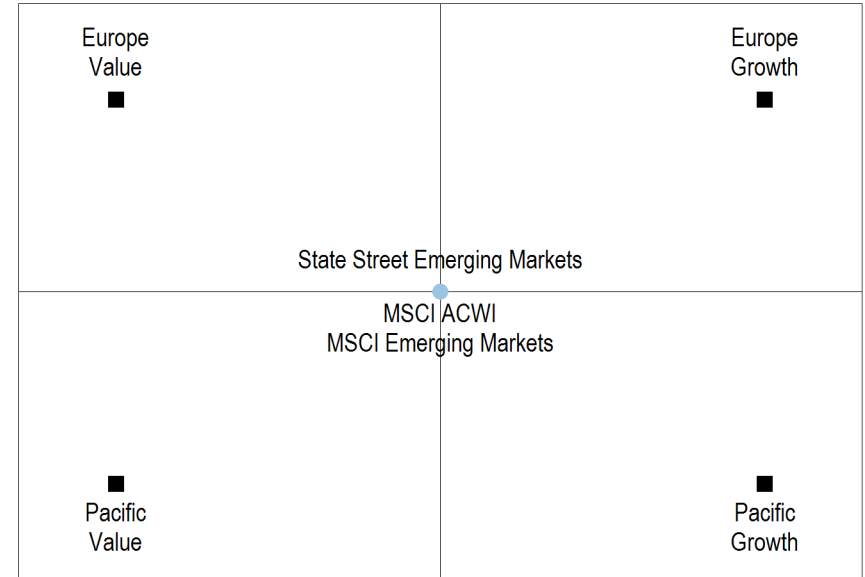 Europe
Value
Europe
Growth
State Street Emerging Markets
MSCI ACWI
MSCI Emerging Markets
Pacific
Value
Pacific
Growth